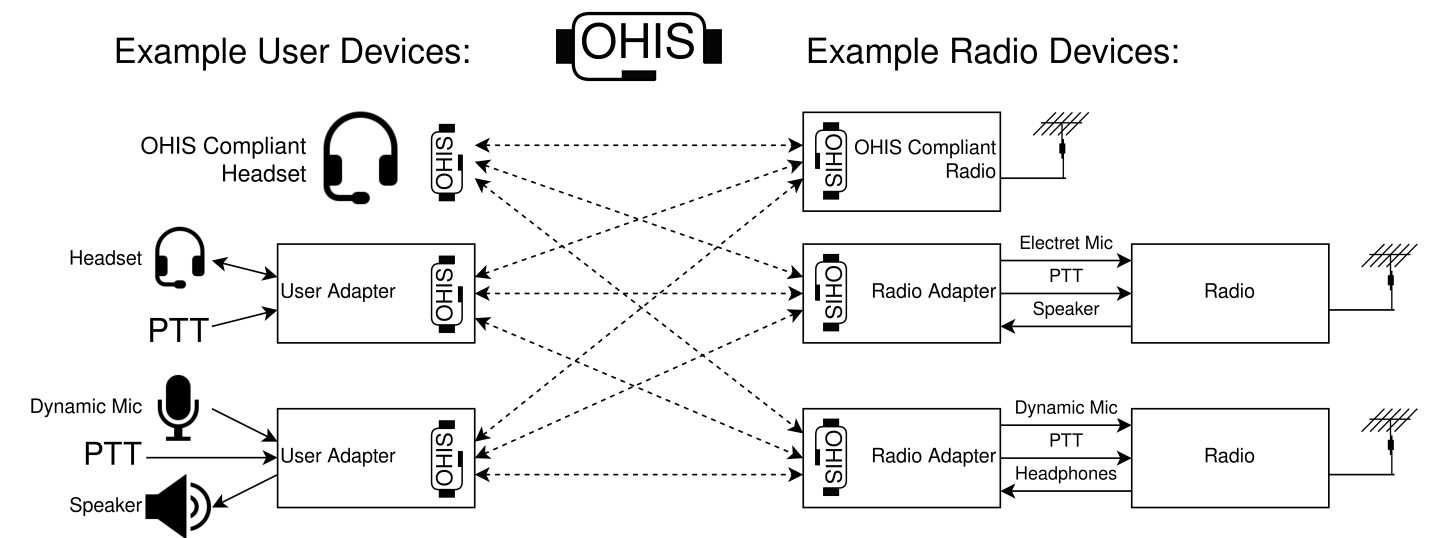 Example User Devices:
OHIS
Example Radio Devices:
OHIS Compliant
Headset
OHIS
OHIS
OHIS Compliant
Radio
Headset
PTT
User Adapter
OHIS
OHIS
Radio Adapter
Electret Mic
PTT
Speaker
Radio
Dynamic Mic
PTT
Speaker
User Adapter
OHIS
OHIS
Radio Adapter
Dynamic Mic
PTT
Headphones
Radio